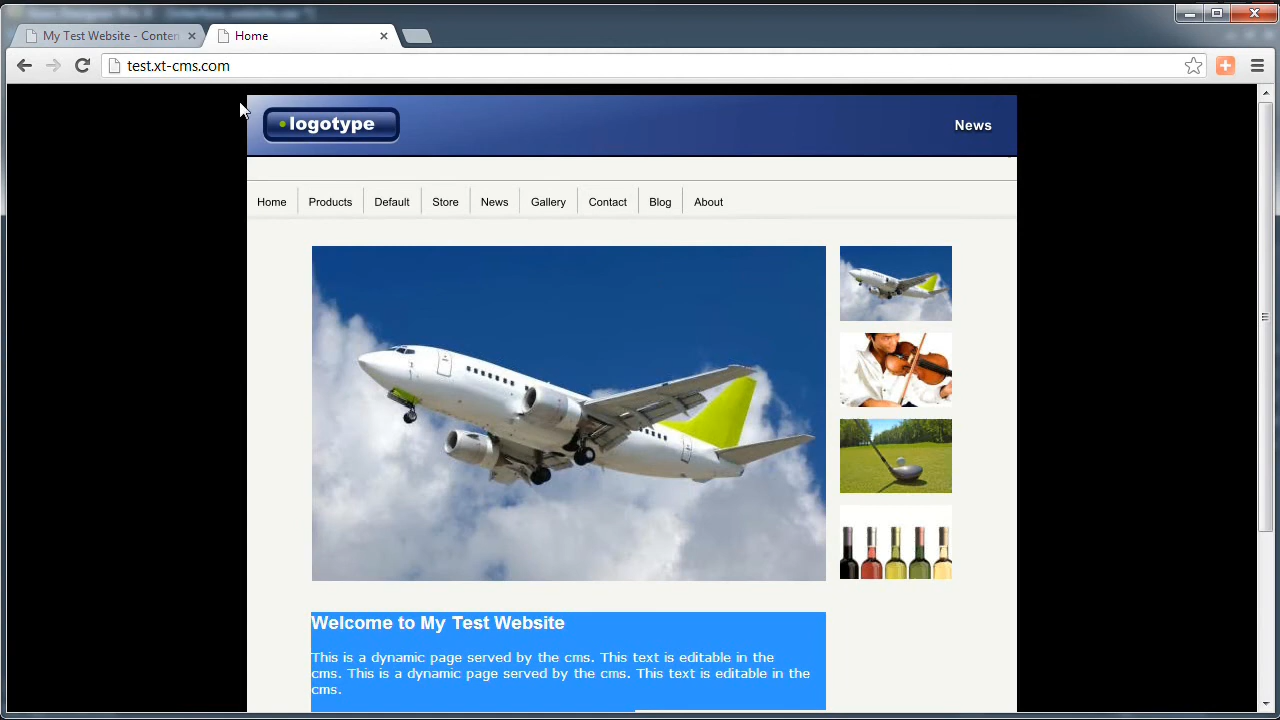 My Test Website - Conten
Home
test.xt-cms.com
logotype
News
Home
Products
Default
Store
News
Gallery
Contact
Blog
About
Welcome to My Test Website
This is a dynamic page served by the cms. This text is editable in the
cms. This is a dynamic page served by the cms. This text is editable in the
cms.